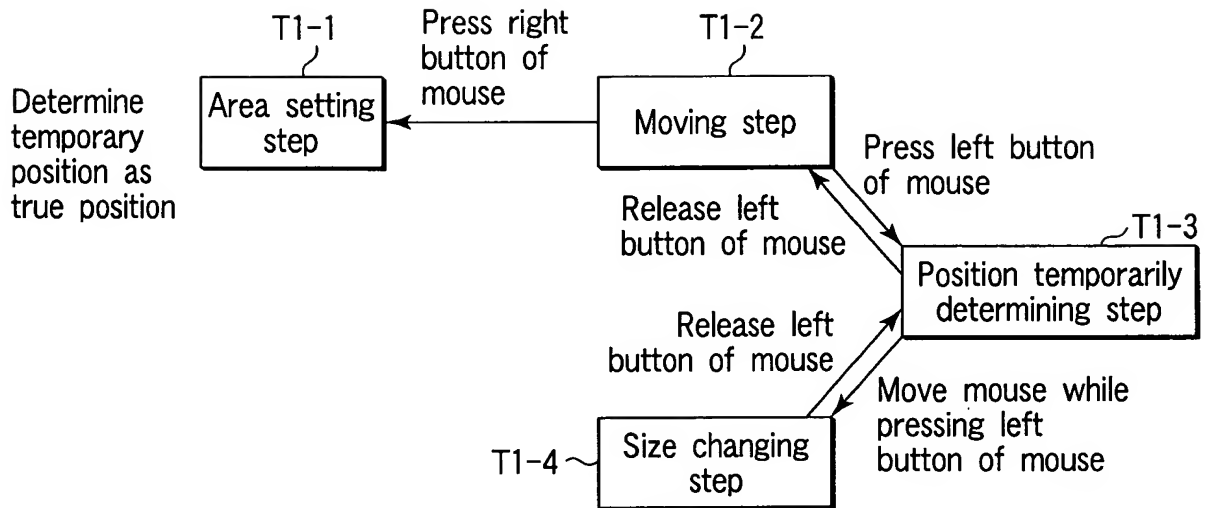 T1-1
Press right
button of
mouse
T1-2
Determine
temporary
position as
true position
Area setting
step
Moving step
Press left button
of mouse
Release left
button of mouse
T1-3
Position temporarily
determining step
Release left
button of mouse
Move mouse while
pressing left
button of mouse
T1-4
Size changing
step